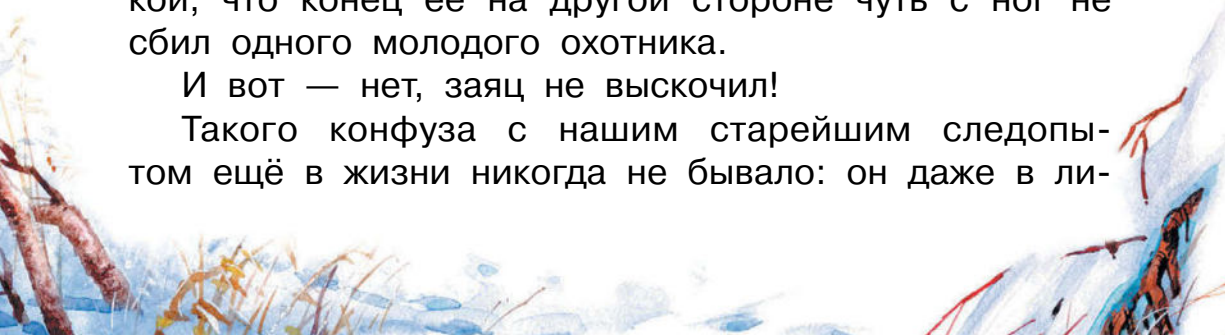 кой, что конец её на другой стороне чуть с ног не
сбил одного молодого охотника.
И вот — нет, заяц не выскочил!
Такого конфуза с нашим старейшим следопы-
том ещё в жизни никогда не бывало: он даже в ли-